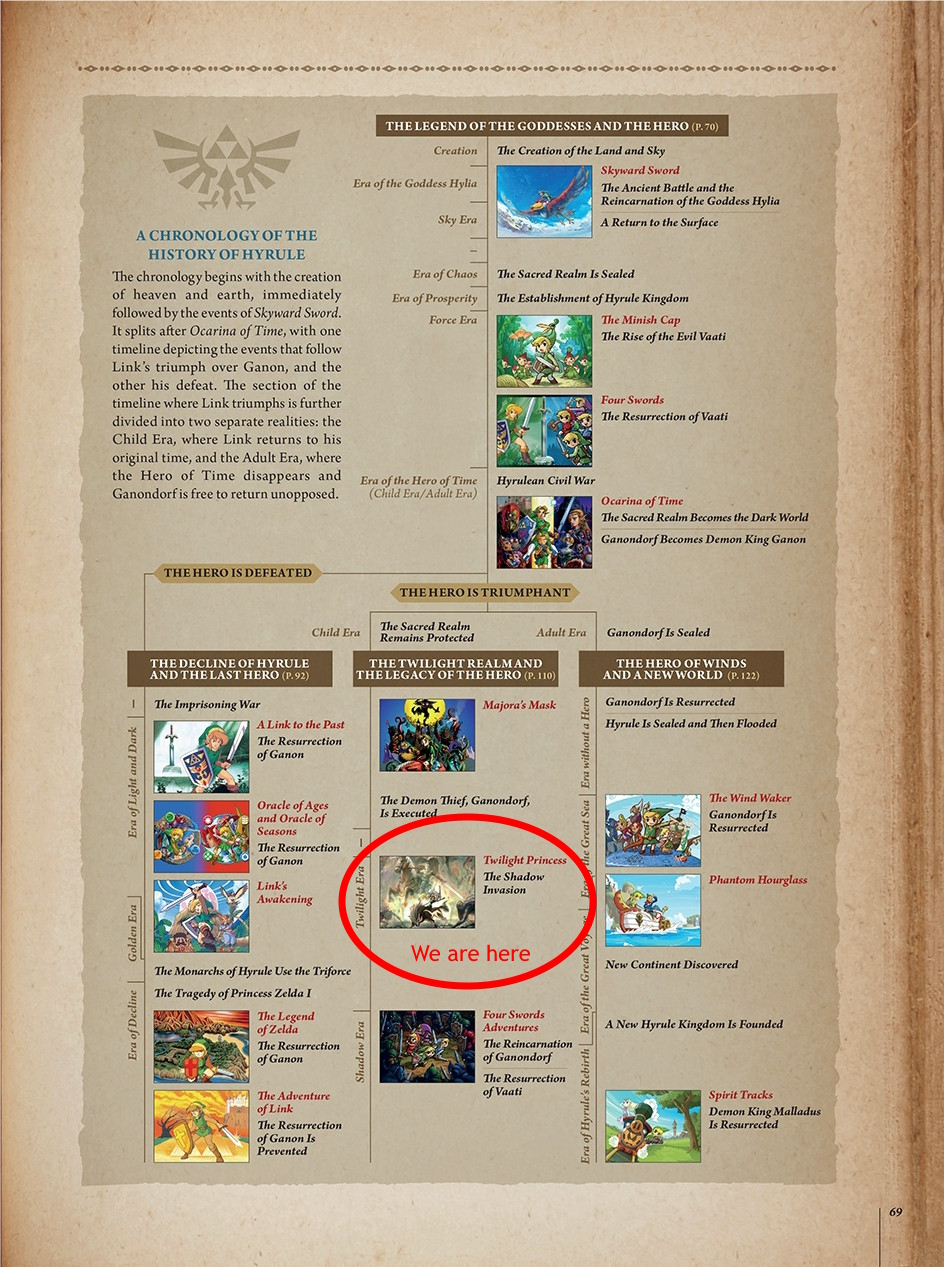 THE LEGEND OF THE GODDESSES AND THE HERO (P. 70)
Creation
The Creation of the Land and Sky
Era of the Goddess Hylia
Skyward Sword
The Ancient Battle and the
Reincarnation of the Goddess Hylia
Sky Era
A Return to the Surface
A CHRONOLOGY OF THE
HISTORY OF HYRULE
The chronology begins with the creation
of heaven and earth, immediately
followed by the events of Skyward Sword.
It splits after Ocarina of Time, with one
timeline depicting the events that follow
Link's triumph over Ganon, and the
other his defeat. The section of the
timeline where Link triumphs is further
divided into two separate realities: the
Child Era, where Link returns to his
original time, and the Adult Era, where
the Hero of Time disappears and
Ganondorf is free to return unopposed.
Era of Chaos
The Sacred Realm Is Sealed
Era of Prosperity
The Establishment of Hyrule Kingdom
Force Era
The Minish Cap
The Rise of the Evil Vaati
Four Swords
The Resurrection of Vaati
Era of the Hero of Time
(Child Era/Adult Era)
Hyrulean Civil War
Ocarina of Time
The Sacred Realm Becomes the Dark World
Ganondorf Becomes Demon King Ganon
THE HERO IS DEFEATED
THE HERO IS TRIUMPHANT
Child Era
The Sacred Realm
Remains Protected
Adult Era
Ganondorf Is Sealed
THE DECLINE OF HYRULE
AND THE LAST HERO (P. 92)
The Imprisoning War
Era of Light and Dark
A Link to the Past
The Resurrection
of Ganon
Oracle of Ages
and Oracle of
Seasons
The Resurrection
of Ganon
Golden Era
Link's
Awakening
The Monarchs of Hyrule Use the Triforce
The Tragedy of Princess Zelda I
Era of Decline
The Legend
of Zelda
The Resurrection
of Ganon
The Adventure
of Link
The Resurrection
of Ganon Is
Prevented
THE TWILIGHT REALM AND
THE LEGACY OF THE HERO (P. 110)
Majora's Mask
The Demon Thief, Ganondorf,
Is Executed
Twilight Era
Twilight Princess
The Shadow
Invasion
We are here
Shadow Era
Four Swords
Adventures
The Reincarnation
of Ganondorf
The Resurrection
of Vaati
THE HERO OF WINDS
AND A NEW WORLD (P. 122)
Era without a Hero
Ganondorf Is Resurrected
Hyrule Is Sealed and Then Flooded
Era of the Great Sea
The Wind Waker
Ganondorf Is
Resurrected
Phantom Hourglass
Era of the Great Voyage
New Continent Discovered
A New Hyrule Kingdom Is Founded
Era of Hyrule's Rebirth
Spirit Tracks
Demon King Malladus
Is Resurrected
69